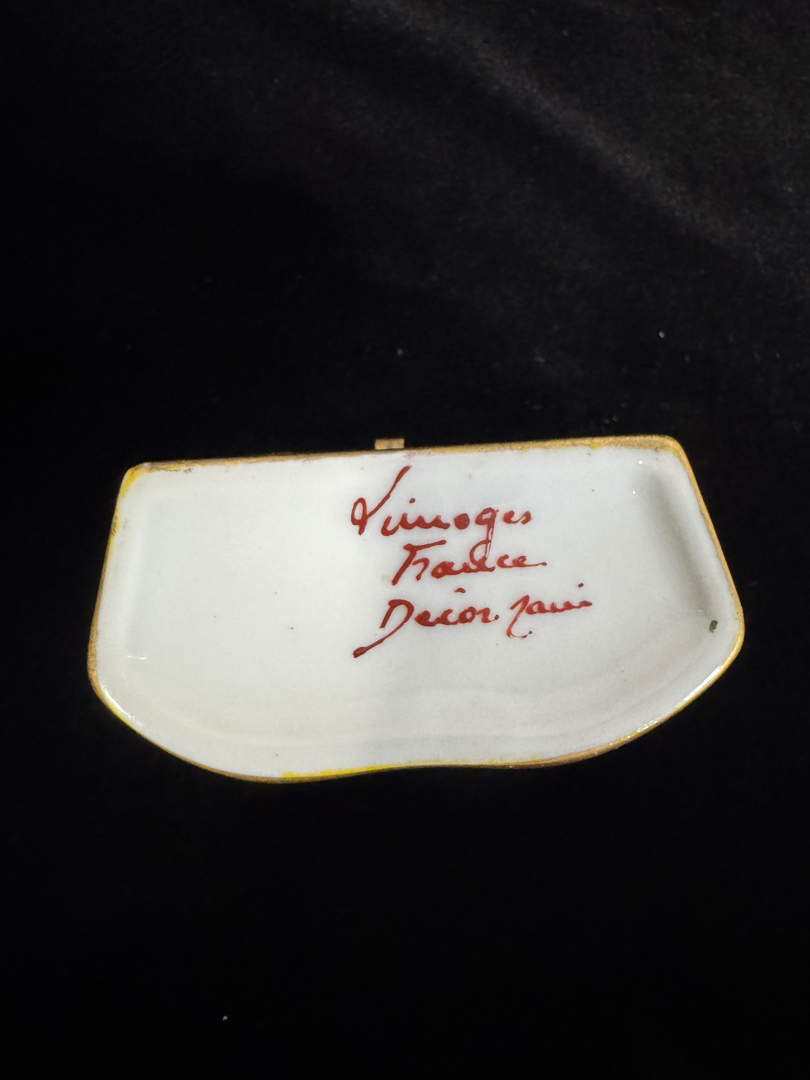 Limoges
France
Decor main